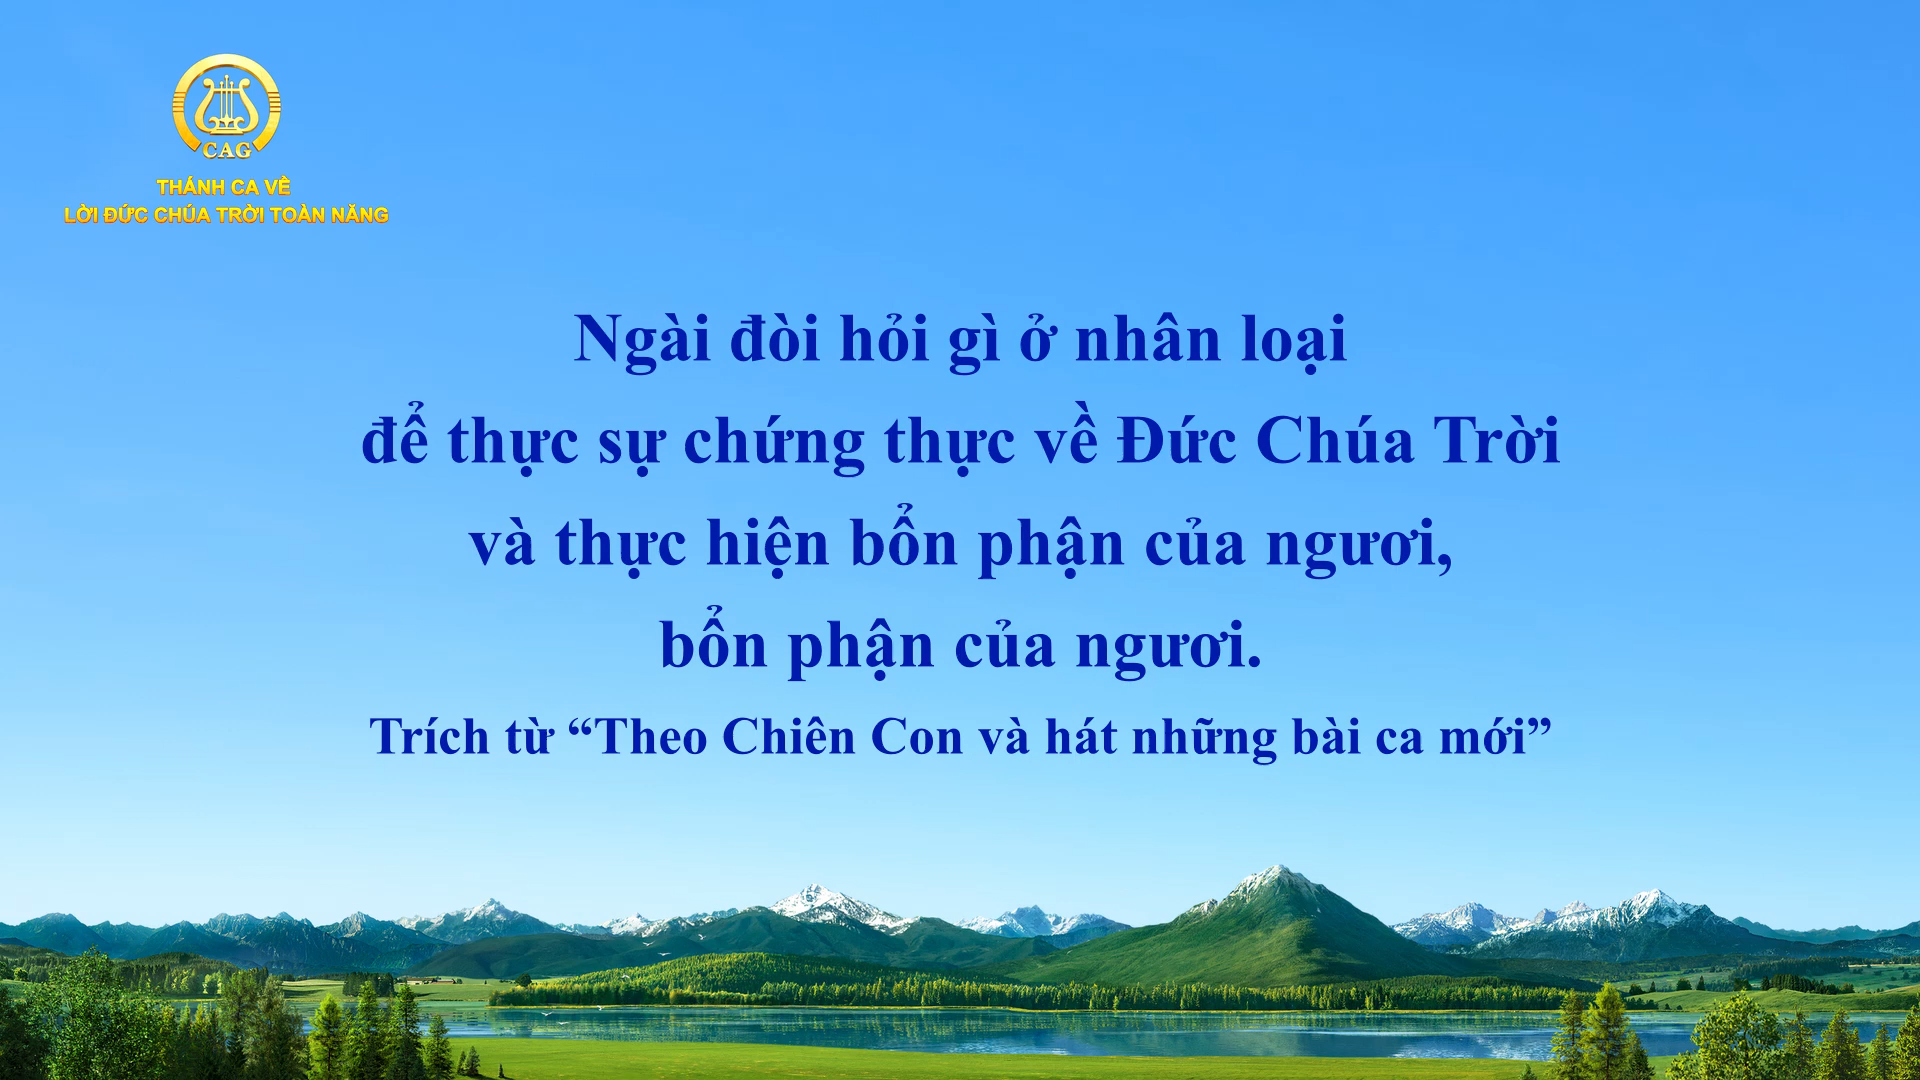 CAG
THÁNH CA VỀ
LỜI ĐỨC CHÚA TRỜI TOÀN NĂNG
Ngài đòi hỏi gì ở nhân loại
để thực sự chứng thực về Đức Chúa Trời
và thực hiện bổn phận của ngươi,
bổn phận của ngươi.
Trích từ “Theo Chiên Con và hát những bài ca mới”